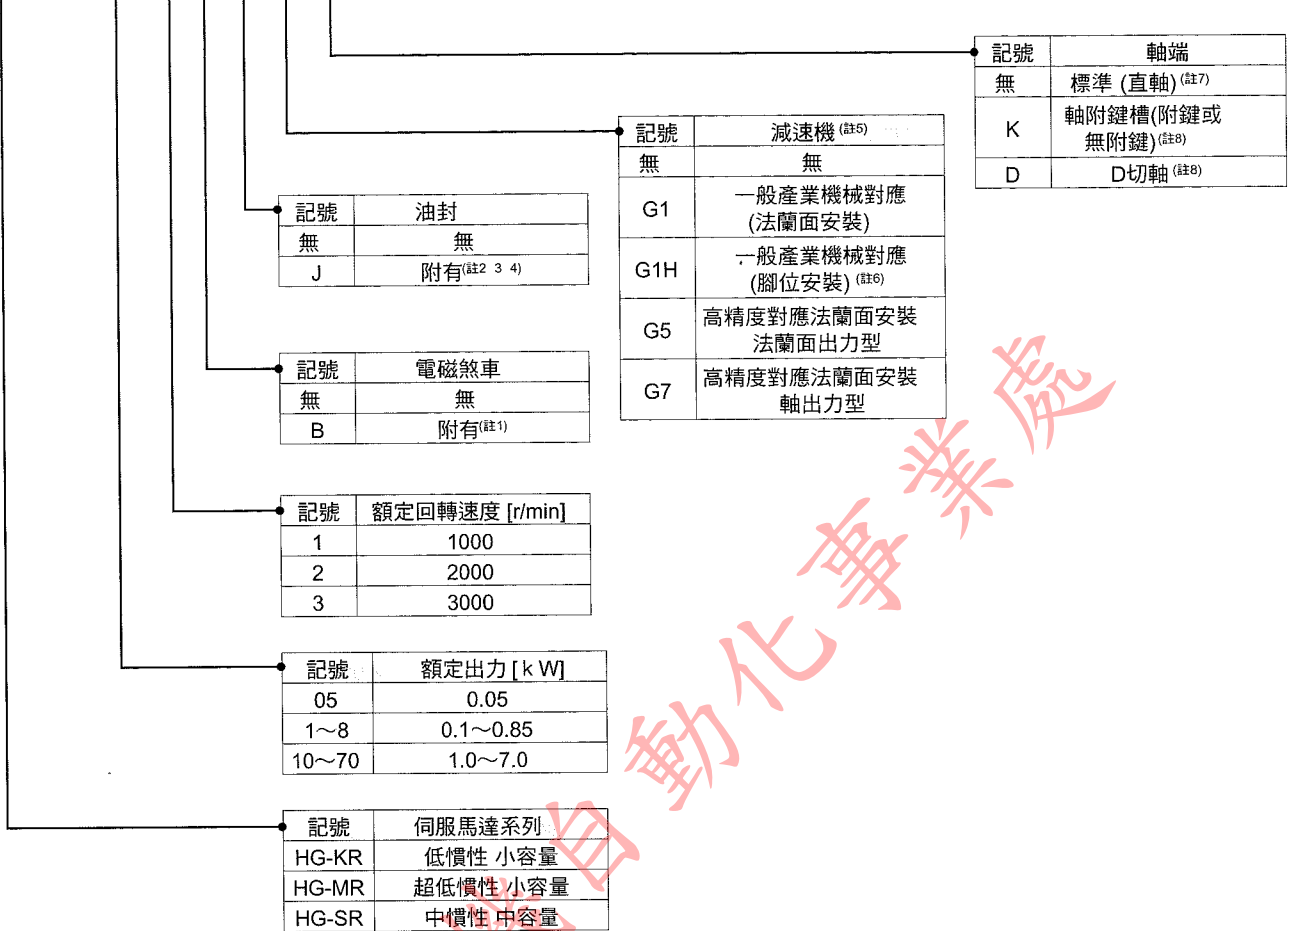 記號 軸端
無 標準 (直軸) (註7)
K 軸附鍵槽(附鍵或
無附鍵)(註8)
D D切軸 (註8)
記號 減速機 (註5)
無 無
G1 一般產業機械對應
(法蘭面安裝)
G1H 一般產業機械對應
(腳位安裝) (註6)
G5 高精度對應法蘭面安裝
法蘭面出力型
G7 高精度對應法蘭面安裝
軸出力型
記號 油封
無 無
J 附有(註2 3 4)
記號 電磁煞車
無 無
B 附有(註1)
記號 額定回轉速度 [r/min]
1 1000
2 2000
3 3000
記號 額定出力 [ k W]
05 0.05
1～8 0.1～0.85
10～70 1.0～7.0
記號 伺服馬達系列
HG-KR 低慣性 小容量
HG-MR 超低慣性 小容量
HG-SR 中慣性 中容量
機自動化事業處